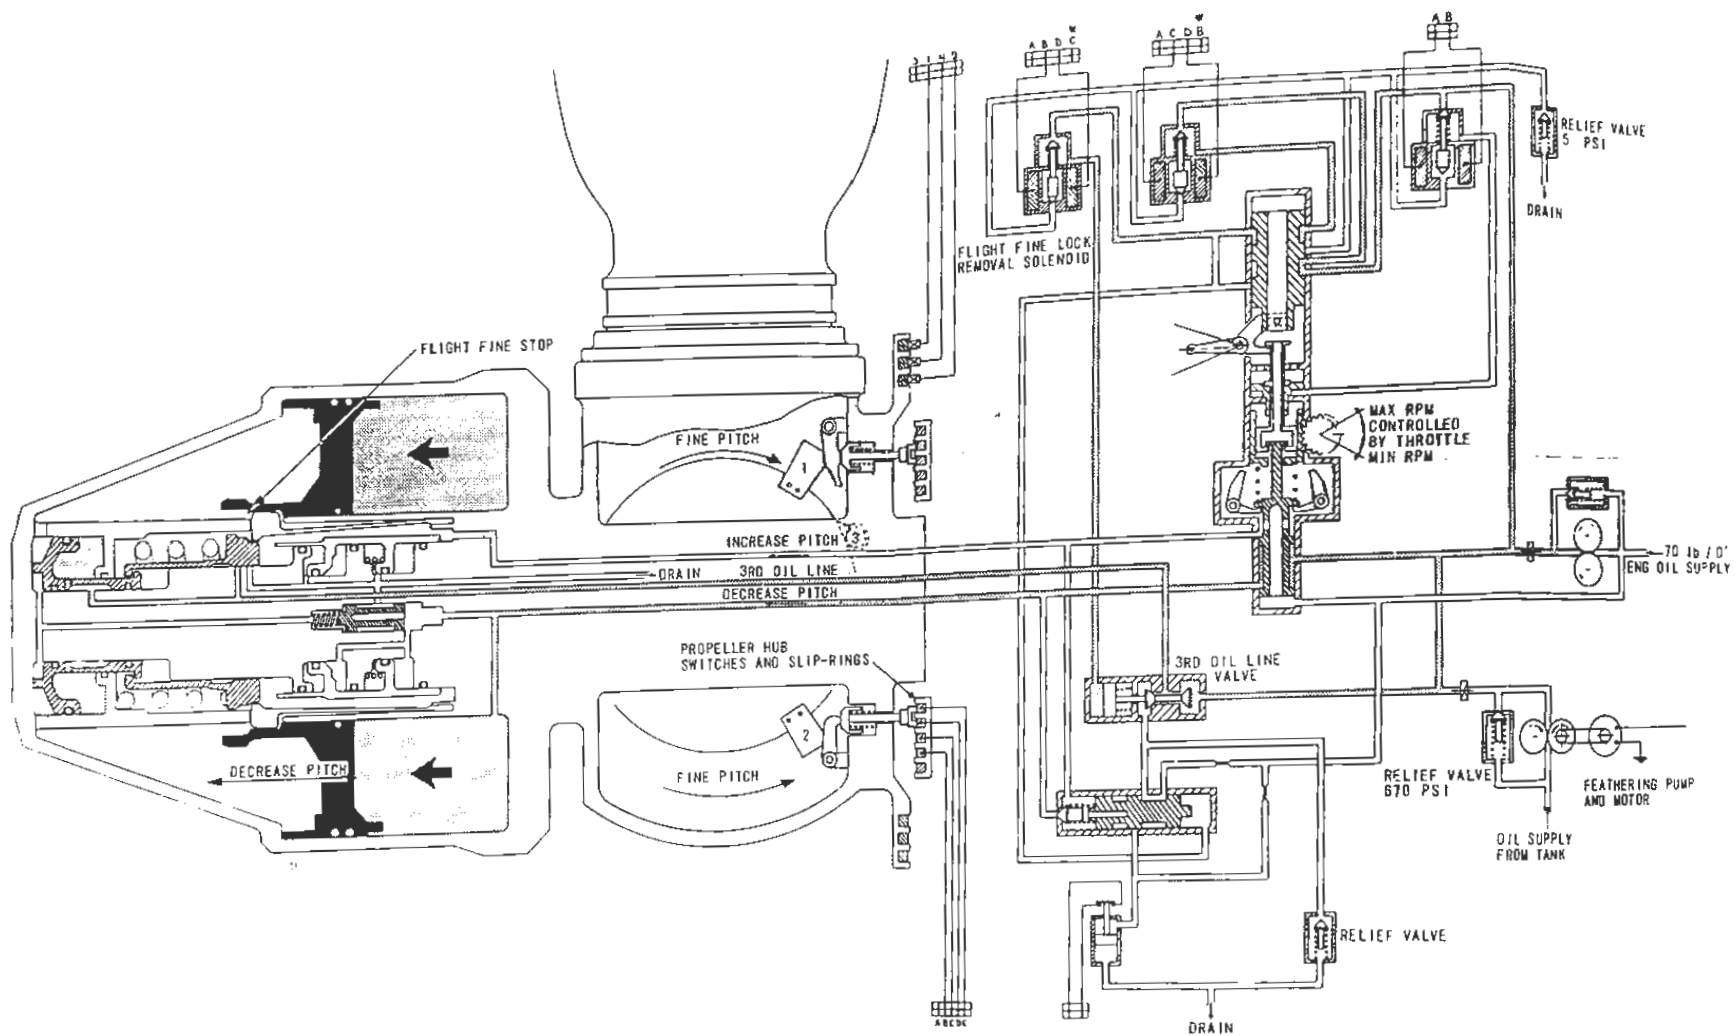 A B D C
A C D B
A B
RELIEF VALVE
5 PSI
DRAIN
FLIGHT FINE LOCK
REMOVAL SOLENOID
FLIGHT FINE STOP
MAX RPM
CONTROLLED
BY THROTTLE
MIN RPM
FINE PITCH
1
3
INCREASE PITCH
DRAIN
3RD OIL LINE
DECREASE PITCH
ENG OIL SUPPLY
PROPELLER HUB
SWITCHES AND SLIP-RINGS
3RD OIL LINE
VALVE
2
DECREASE PITCH
FINE PITCH
RELIEF VALVE
670 PSI
FEATHERING PUMP
AND MOTOR
OIL SUPPLY
FROM TANK
RELIEF VALVE
DRAIN